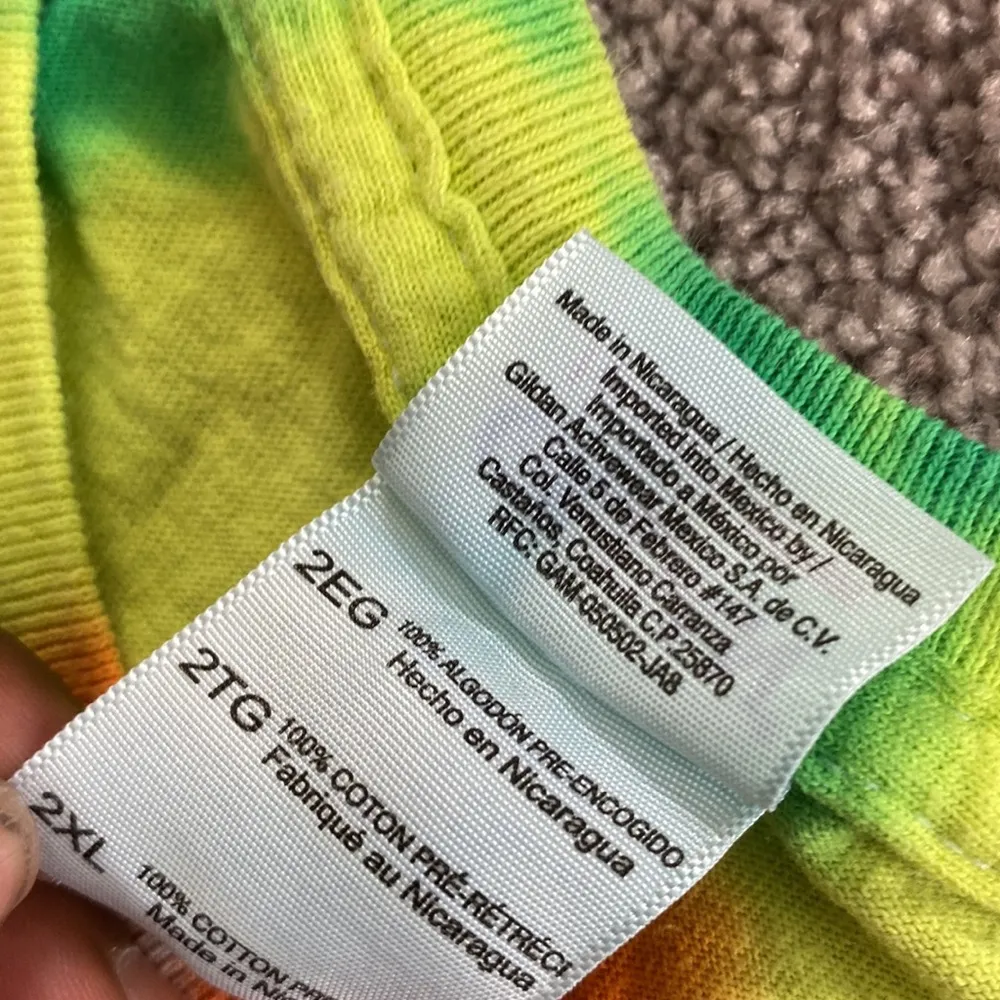 Made in Nicaragua / Hecho en Nicaragua
Imported into Mexico by /
Importado a México por
Gildan Activewear Mexico S.A. de C.V.
Calle 5 de Febrero #147
Col. Venustiano Carranza
Castaños, Coahuila C.P. 25870
RFC: GAM-050502-JA8
2EG 100% ALGODÓN PRE-ENCOGIDO
Hecho en Nicaragua
2TG 100% COTON PRÉ-RÉTRÉCI
Fabriqué au Nicaragua
2XL 100% COTTON
Made in